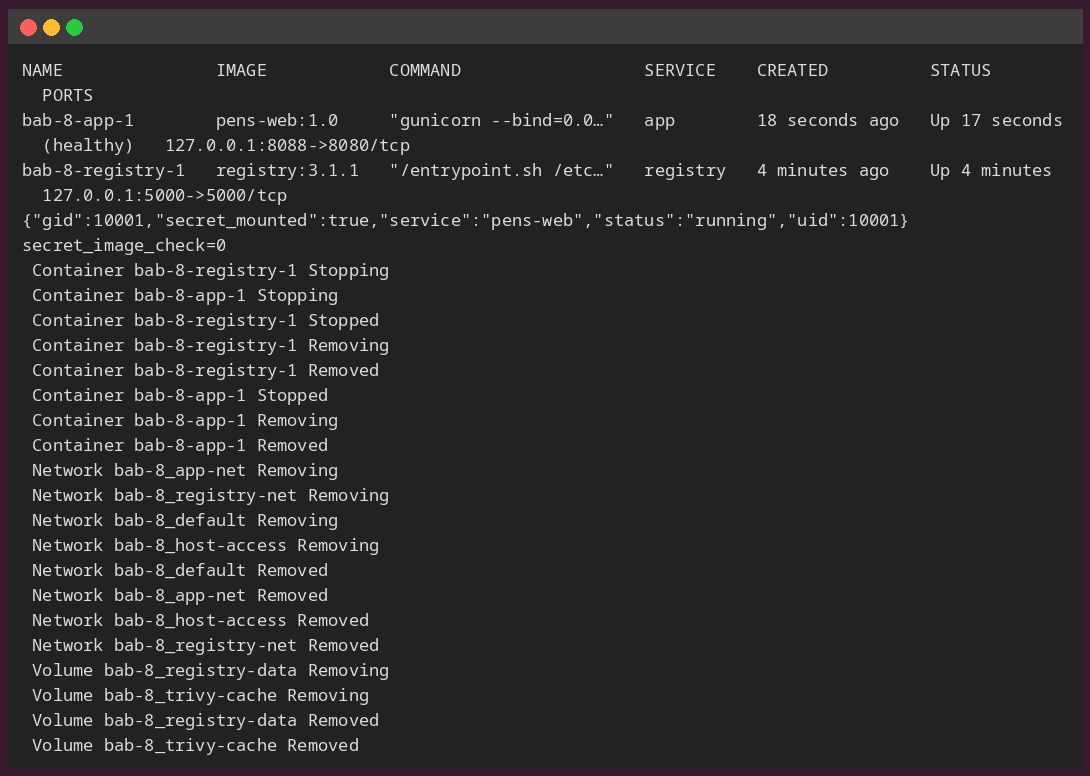 NAME               IMAGE            COMMAND                  SERVICE    CREATED          STATUS
  PORTS
bab-8-app-1        pens-web:1.0     "gunicorn --bind=0.0…"   app        18 seconds ago   Up 17 seconds
  (healthy)   127.0.0.1:8088->8080/tcp
bab-8-registry-1   registry:3.1.1   "/entrypoint.sh /etc…"   registry   4 minutes ago    Up 4 minutes
  127.0.0.1:5000->5000/tcp
{"gid":10001,"secret_mounted":true,"service":"pens-web","status":"running","uid":10001}
secret_image_check=0
 Container bab-8-registry-1 Stopping
 Container bab-8-app-1 Stopping
 Container bab-8-registry-1 Stopped
 Container bab-8-registry-1 Removing
 Container bab-8-registry-1 Removed
 Container bab-8-app-1 Stopped
 Container bab-8-app-1 Removing
 Container bab-8-app-1 Removed
 Network bab-8_app-net Removing
 Network bab-8_registry-net Removing
 Network bab-8_default Removing
 Network bab-8_host-access Removing
 Network bab-8_default Removed
 Network bab-8_app-net Removed
 Network bab-8_host-access Removed
 Network bab-8_registry-net Removed
 Volume bab-8_registry-data Removing
 Volume bab-8_trivy-cache Removing
 Volume bab-8_registry-data Removed
 Volume bab-8_trivy-cache Removed